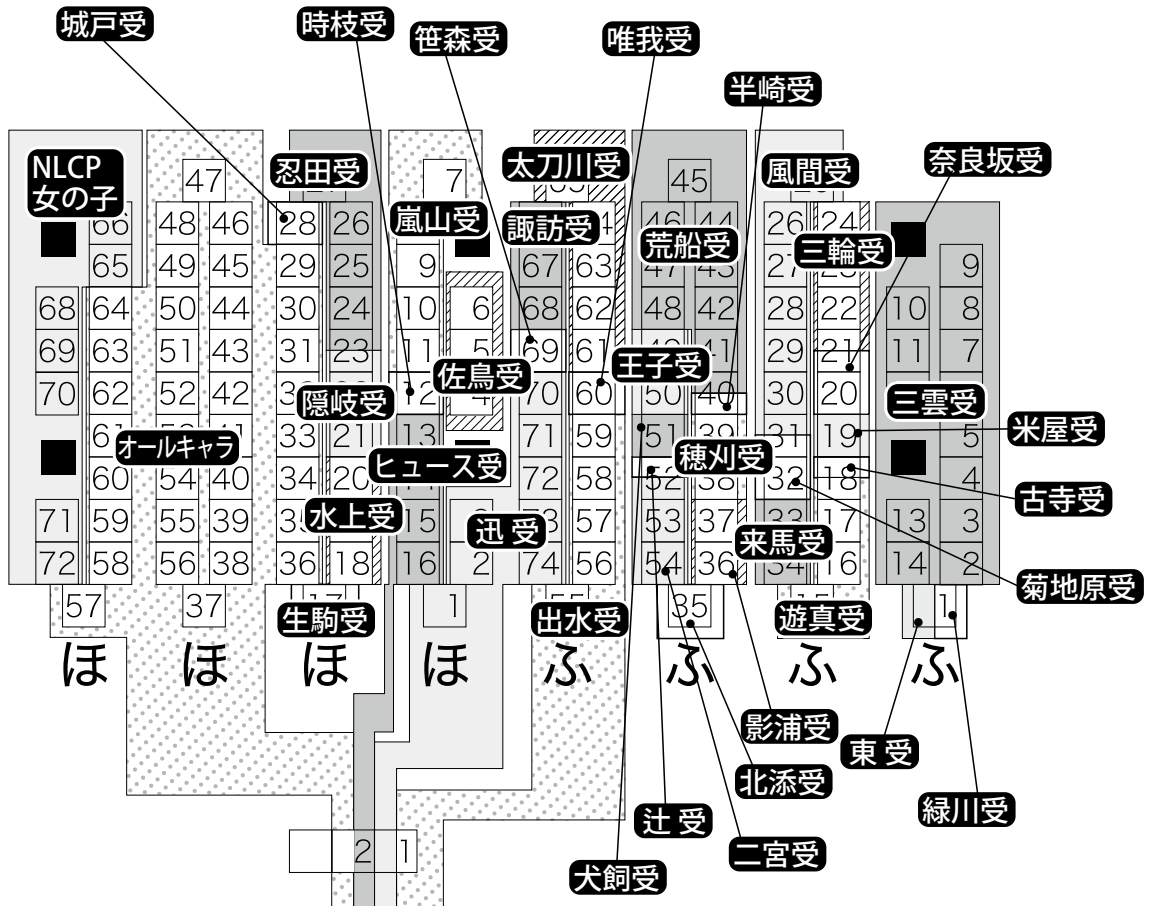 城戸受
時枝受
笹森受
唯我受
半崎受
奈良坂受
NLCP
女の子
忍田受
嵐山受
太刀川受
諏訪受
荒船受
風間受
三輪受
47
7
45
66 48 46 28 26
67 63 26 24
65 49 45 29 25 9
27 9
68 64 50 44 30 24 10 6 68 62 48 42 28 22 10 8
69 63 51 43 31 23 11 5 69 61 41 29 21 11 7
佐鳥受
王子受
70 62 52 42 12 4 70 60 50 40 30 20
隠岐受
三雲受
61 33 21 13 71 59 51 39 31 19 5
オールキャラ
ヒュース受
穂刈受
米屋受
60 54 40 34 20 72 58 52 38 32 18 4
古寺受
水上受
迅 受
来馬受
71 59 55 39 15 57 53 37 33 17 13 3
72 58 56 38 36 18 16 2 74 56 54 36 34 16 14 2
菊地原受
57 37 1 35 1
生駒受
出水受
遊真受
ほ ほ ほ ほ ふ ふ ふ ふ
影浦受
東 受
北添受
緑川受
辻 受
二宮受
犬飼受
2 1